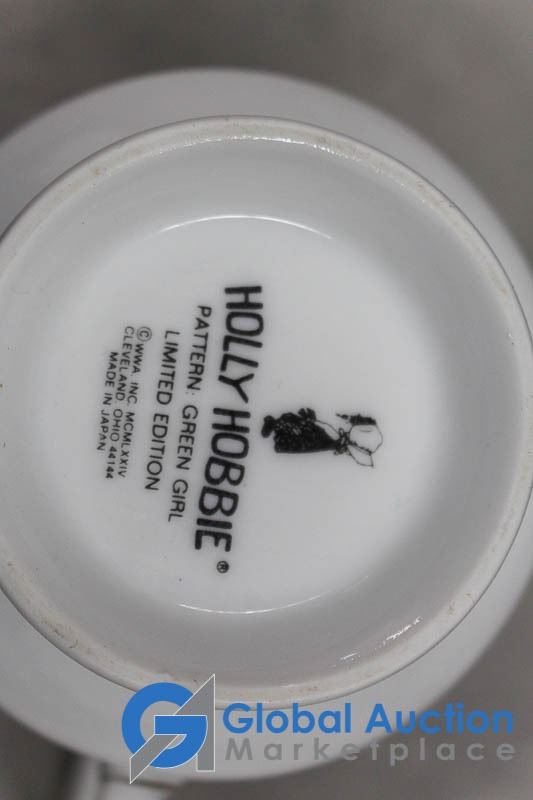 HOLLY HOBBIE®
PATTERN: GREEN GIRL
LIMITED EDITION
©WWA, INC. MCMLXXIV
CLEVELAND, OHIO 44144
MADE IN JAPAN
GA Global Auction
Marketplace